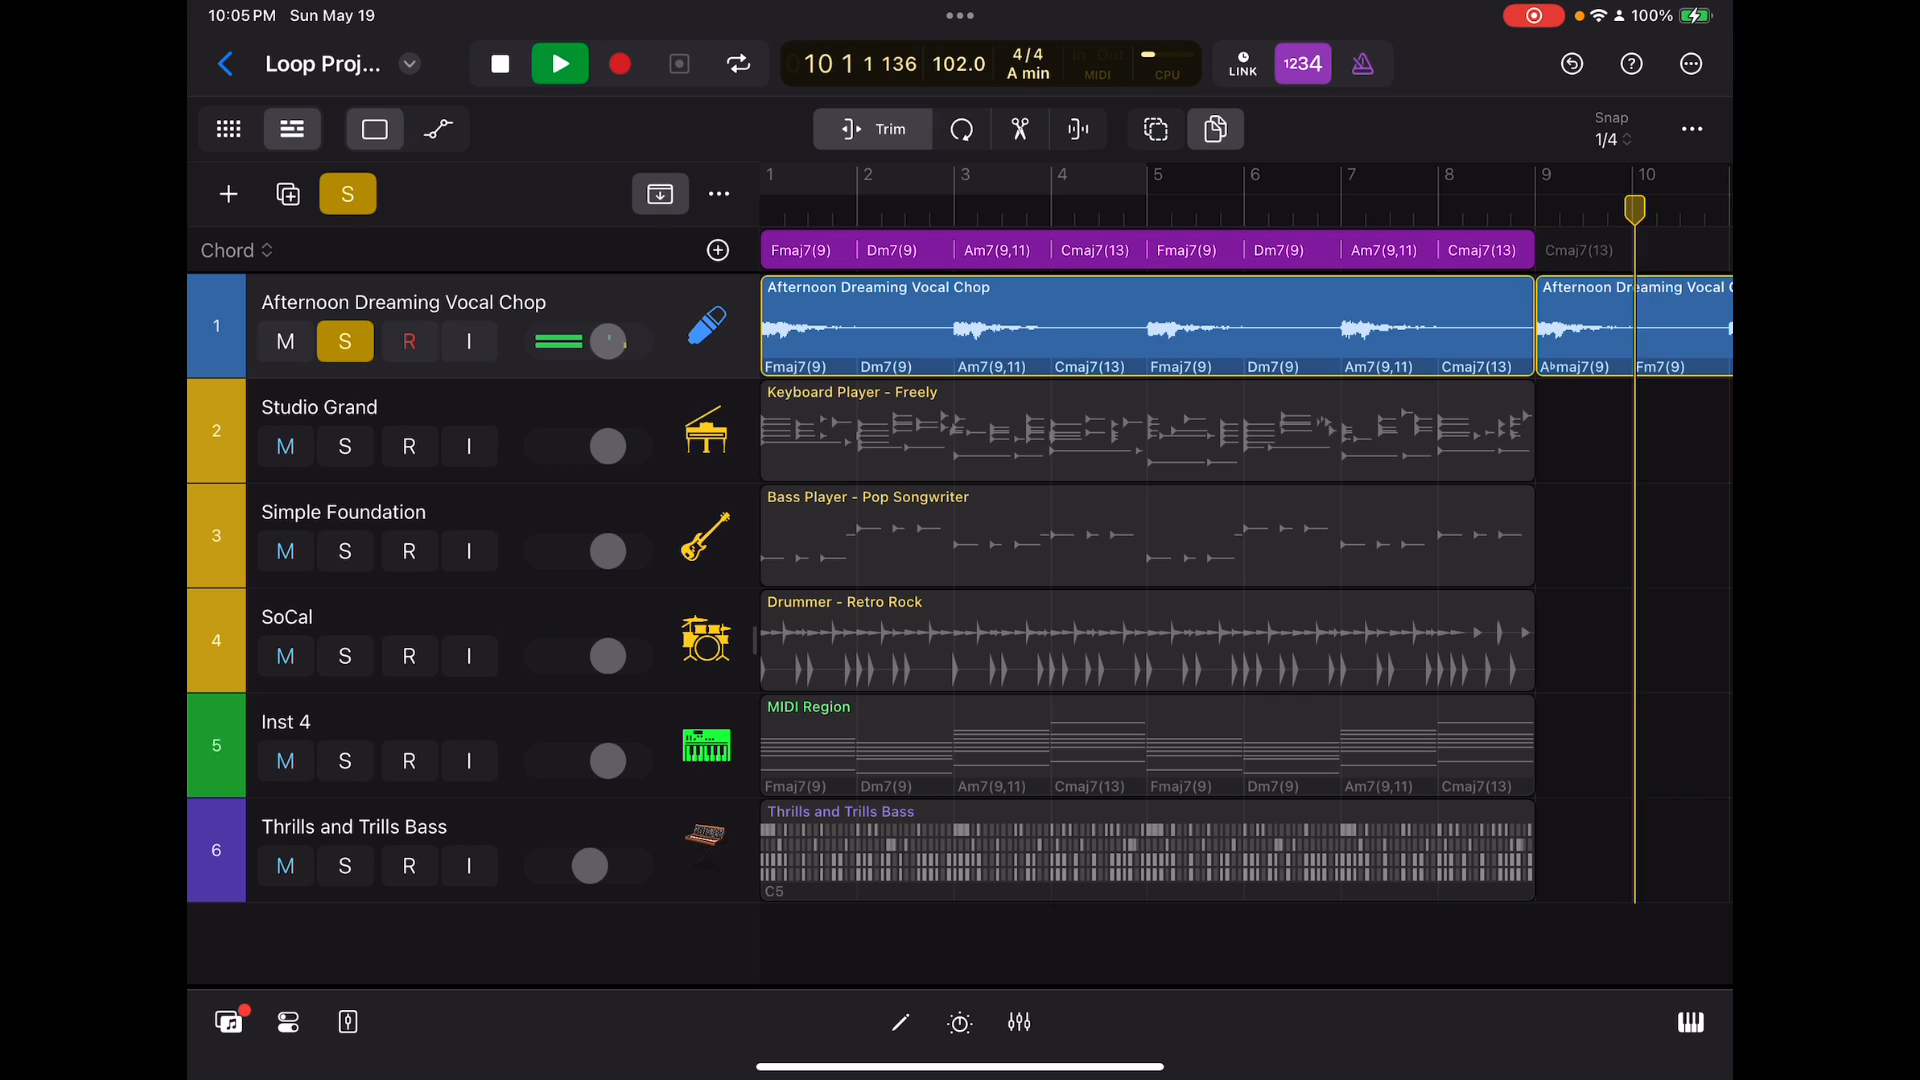 10:05 PM Sun May 19
100%
Loop Proj...
10 1 1 136 102.0 4/4 A min In Out MIDI CPU
LINK 1234
Trim
Snap
1/4
S
1 2 3 4 5 6 7 8 9 10
Chord
Fmaj7(9) Dm7(9) Am7(9,11) Cmaj7(13) Fmaj7(9) Dm7(9) Am7(9,11) Cmaj7(13) Cmaj7(13)
1 Afternoon Dreaming Vocal Chop
M S R I
Afternoon Dreaming Vocal Chop Afternoon Dreaming Vocal C
Fmaj7(9) Dm7(9) Am7(9,11) Cmaj7(13) Fmaj7(9) Dm7(9) Am7(9,11) Cmaj7(13) A♭maj7(9) Fm7(9)
2 Studio Grand
M S R I
Keyboard Player - Freely
3 Simple Foundation
M S R I
Bass Player - Pop Songwriter
4 SoCal
M S R I
Drummer - Retro Rock
5 Inst 4
M S R I
MIDI Region
Fmaj7(9) Dm7(9) Am7(9,11) Cmaj7(13) Fmaj7(9) Dm7(9) Am7(9,11) Cmaj7(13)
6 Thrills and Trills Bass
M S R I
Thrills and Trills Bass
C5